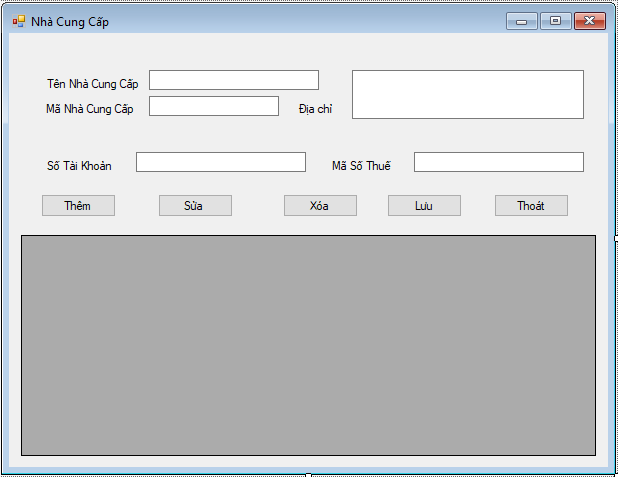 Nhà Cung Cấp
Tên Nhà Cung Cấp
Mã Nhà Cung Cấp
Địa chỉ
Số Tài Khoản
Mã Số Thuế
Thêm
Sửa
Xóa
Lưu
Thoát